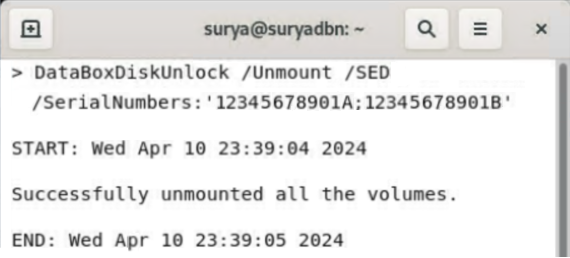 surya@suryadbn: ~
> DataBoxDiskUnlock /Unmount /SED
/SerialNumbers:'12345678901A;12345678901B'
START: Wed Apr 10 23:39:04 2024
Successfully unmounted all the volumes.
END: Wed Apr 10 23:39:05 2024